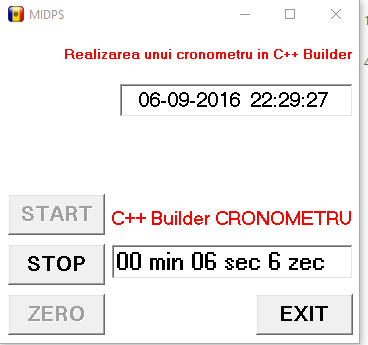 MIDPS
Realizarea unui cronometru in C++ Builder
06-09-2016 22:29:27
START
C++ Builder CRONOMETRU
STOP
00 min 06 sec 6 zec
ZERO
EXIT